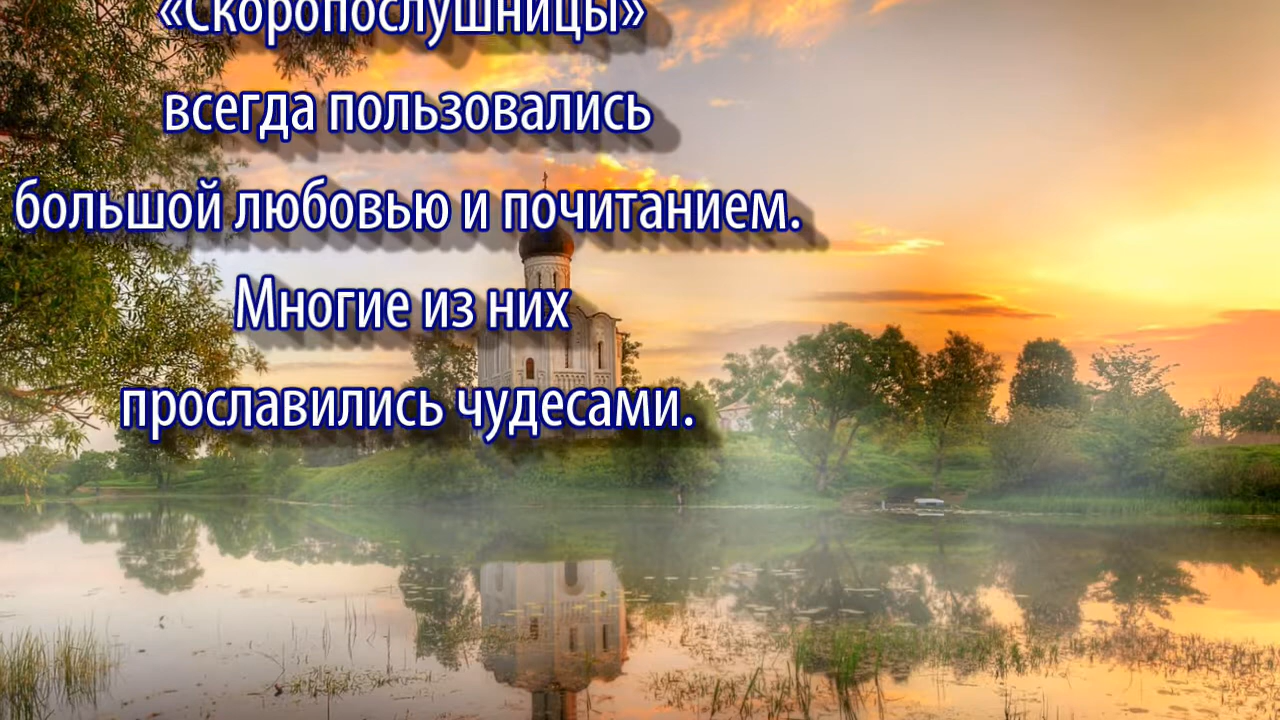 «Скоропослушницы»
всегда пользовались
большой любовью и почитанием.
Многие из них
прославились чудесами.